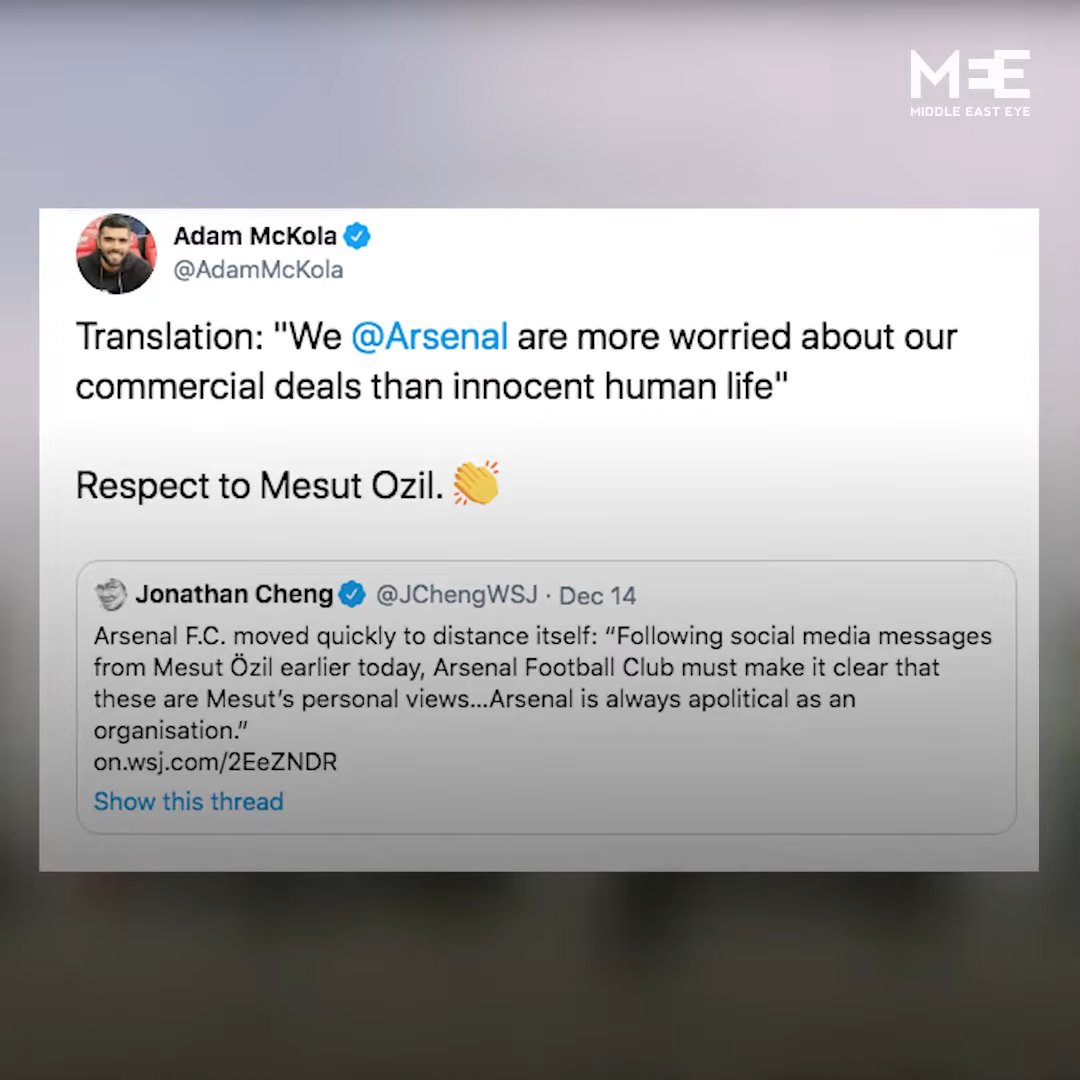 MEE
MIDDLE EAST EYE
Adam McKola
@AdamMcKola
Translation: "We @Arsenal are more worried about our
commercial deals than innocent human life"
Respect to Mesut Ozil. 👏
Jonathan Cheng @JChengWSJ · Dec 14
Arsenal F.C. moved quickly to distance itself: “Following social media messages
from Mesut Özil earlier today, Arsenal Football Club must make it clear that
these are Mesut’s personal views...Arsenal is always apolitical as an
organisation.”
on.wsj.com/2EeZNDR
Show this thread